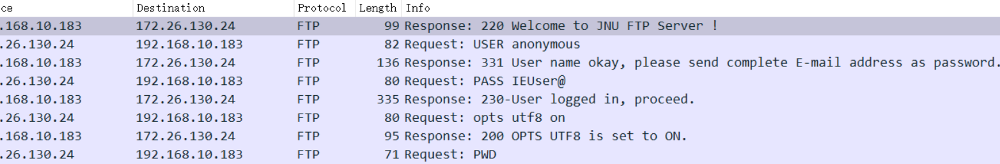 ce Destination Protocol Length Info
.168.10.183 172.26.130.24 FTP 99 Response: 220 Welcome to JNU FTP Server !
.26.130.24 192.168.10.183 FTP 82 Request: USER anonymous
.168.10.183 172.26.130.24 FTP 136 Response: 331 User name okay, please send complete E-mail address as password.
.26.130.24 192.168.10.183 FTP 80 Request: PASS IEUser@
.168.10.183 172.26.130.24 FTP 335 Response: 230-User logged in, proceed.
.26.130.24 192.168.10.183 FTP 80 Request: opts utf8 on
.168.10.183 172.26.130.24 FTP 95 Response: 200 OPTS UTF8 is set to ON.
.26.130.24 192.168.10.183 FTP 71 Request: PWD